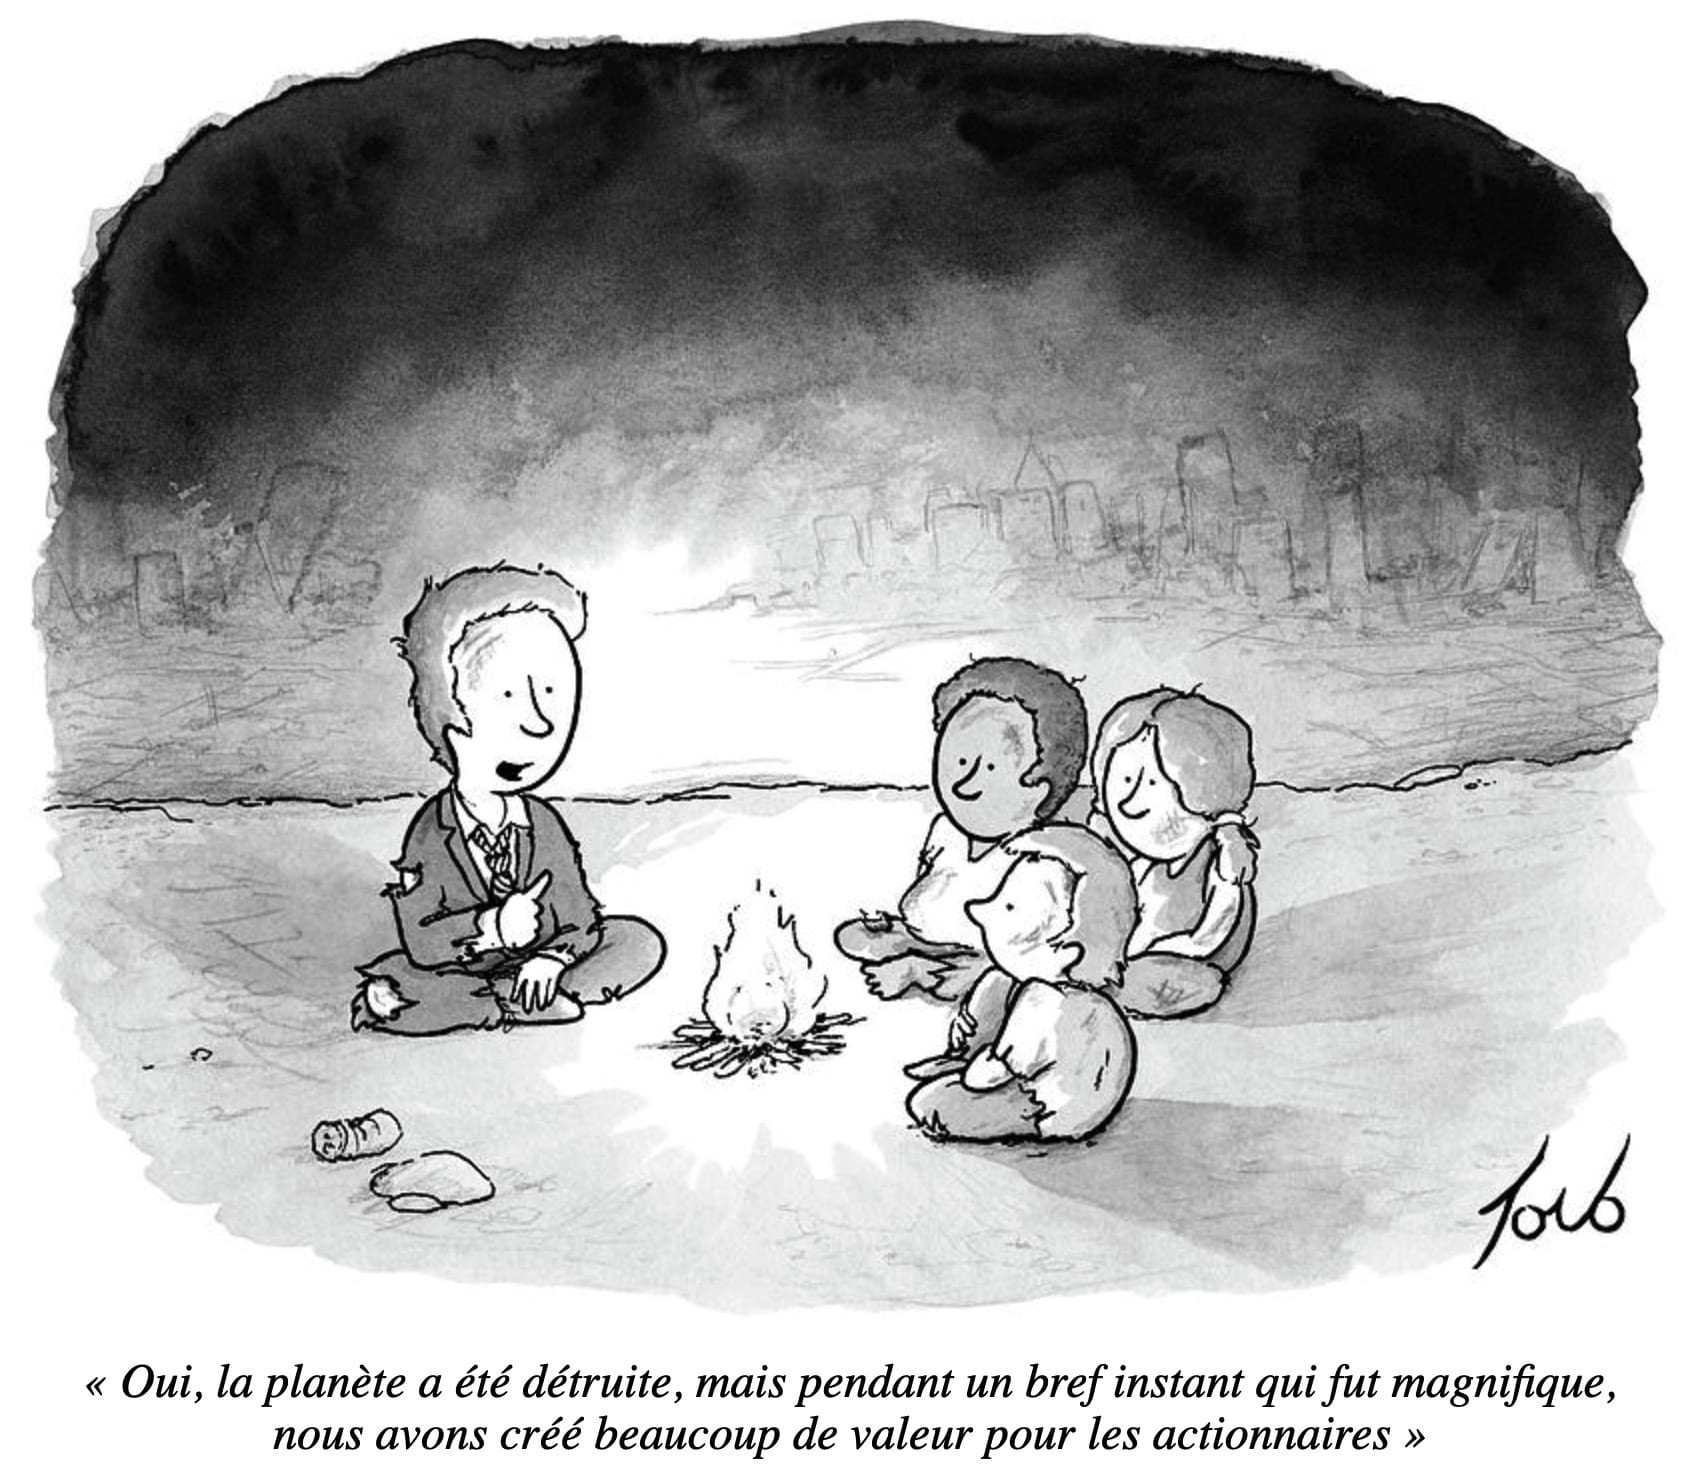 Toro
« Oui, la planète a été détruite, mais pendant un bref instant qui fut magnifique,
nous avons créé beaucoup de valeur pour les actionnaires »